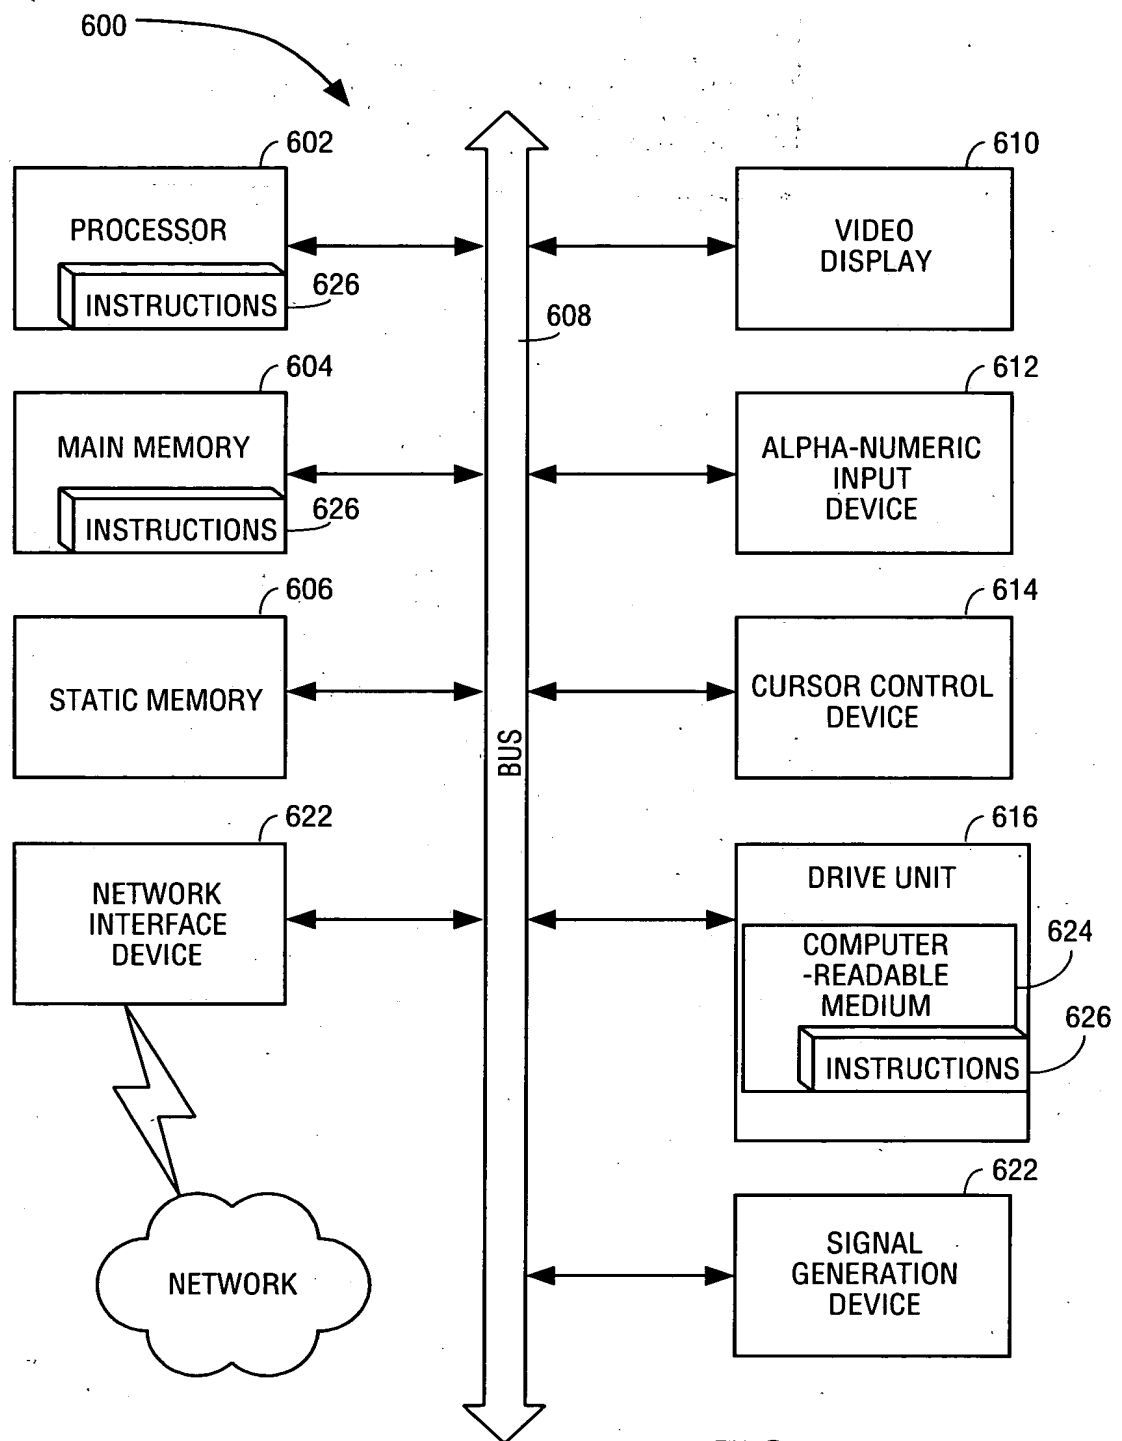 600
602
PROCESSOR
INSTRUCTIONS
626
604
MAIN MEMORY
INSTRUCTIONS
626
606
STATIC MEMORY
622
NETWORK
INTERFACE
DEVICE
NETWORK
608
BUS
610
VIDEO
DISPLAY
612
ALPHA-NUMERIC
INPUT
DEVICE
614
CURSOR CONTROL
DEVICE
616
DRIVE UNIT
624
COMPUTER
-READABLE
MEDIUM
626
INSTRUCTIONS
622
SIGNAL
GENERATION
DEVICE